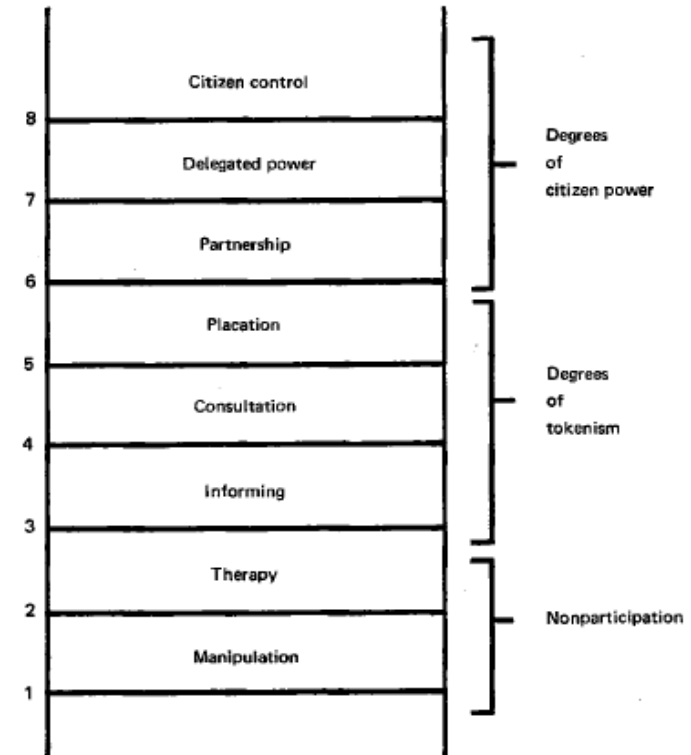 Citizen control
8
Delegated power
7
Partnership
6
Placation
5
Consultation
4
Informing
3
Therapy
2
Manipulation
1
Degrees
of
citizen power
Degrees
of
tokenism
Nonparticipation